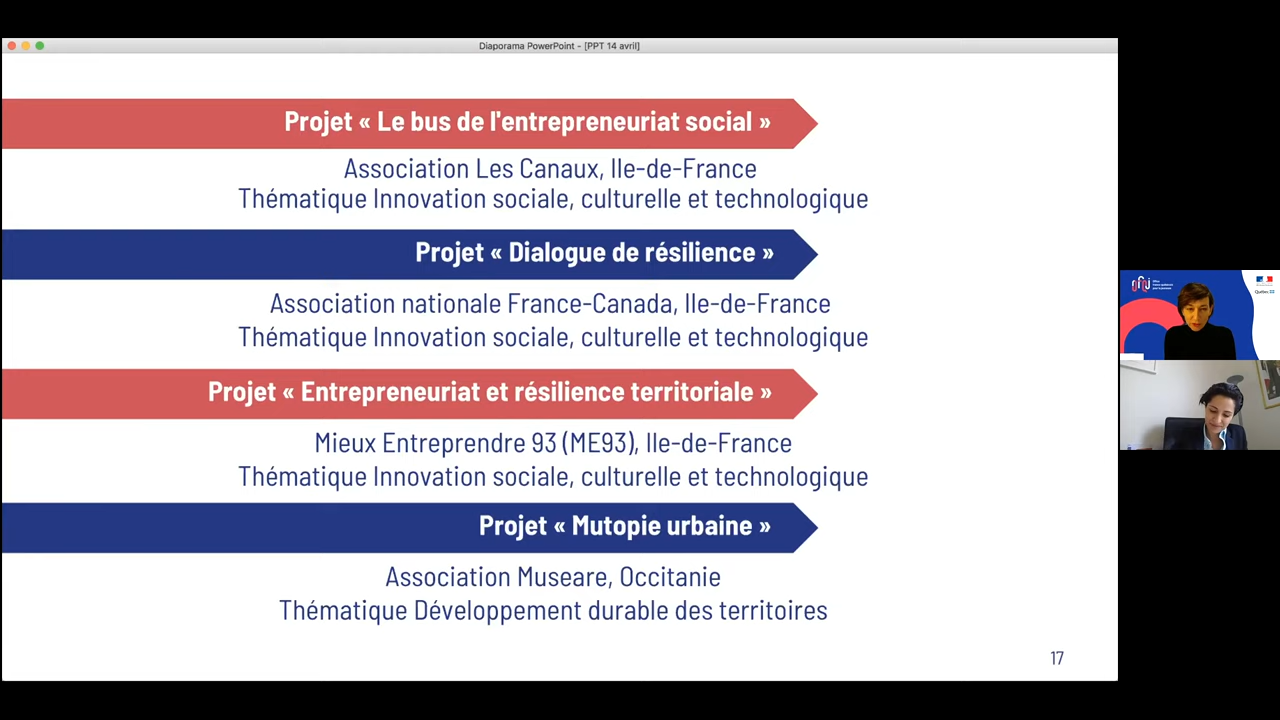 Diaporama PowerPoint - [PPT 14 avril]
Projet « Le bus de l'entrepreneuriat social »
Association Les Canaux, Ile-de-France
Thématique Innovation sociale, culturelle et technologique
Projet « Dialogue de résilience »
Association nationale France-Canada, Ile-de-France
Thématique Innovation sociale, culturelle et technologique
Projet « Entrepreneuriat et résilience territoriale »
Mieux Entreprendre 93 (ME93), Ile-de-France
Thématique Innovation sociale, culturelle et technologique
Projet « Mutopie urbaine »
Association Museare, Occitanie
Thématique Développement durable des territoires
17
Québec